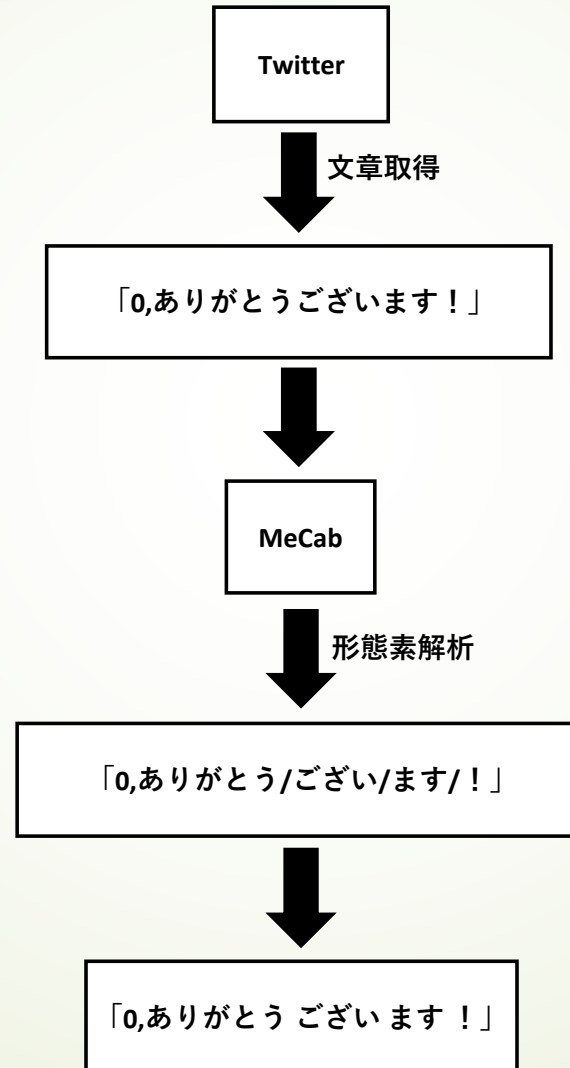 Twitter
文章取得
「0,ありがとうございます！」
MeCab
形態素解析
「0,ありがとう/ござい/ます/！」
「0,ありがとう ござい ます ！」